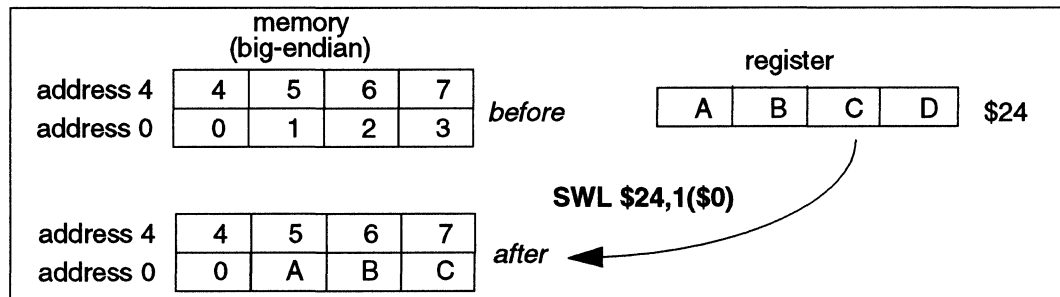 memory
(big-endian)
register
address 4 4 5 6 7
address 0 0 1 2 3
before
A B C D $24
SWL $24,1($0)
address 4 4 5 6 7
address 0 0 A B C
after